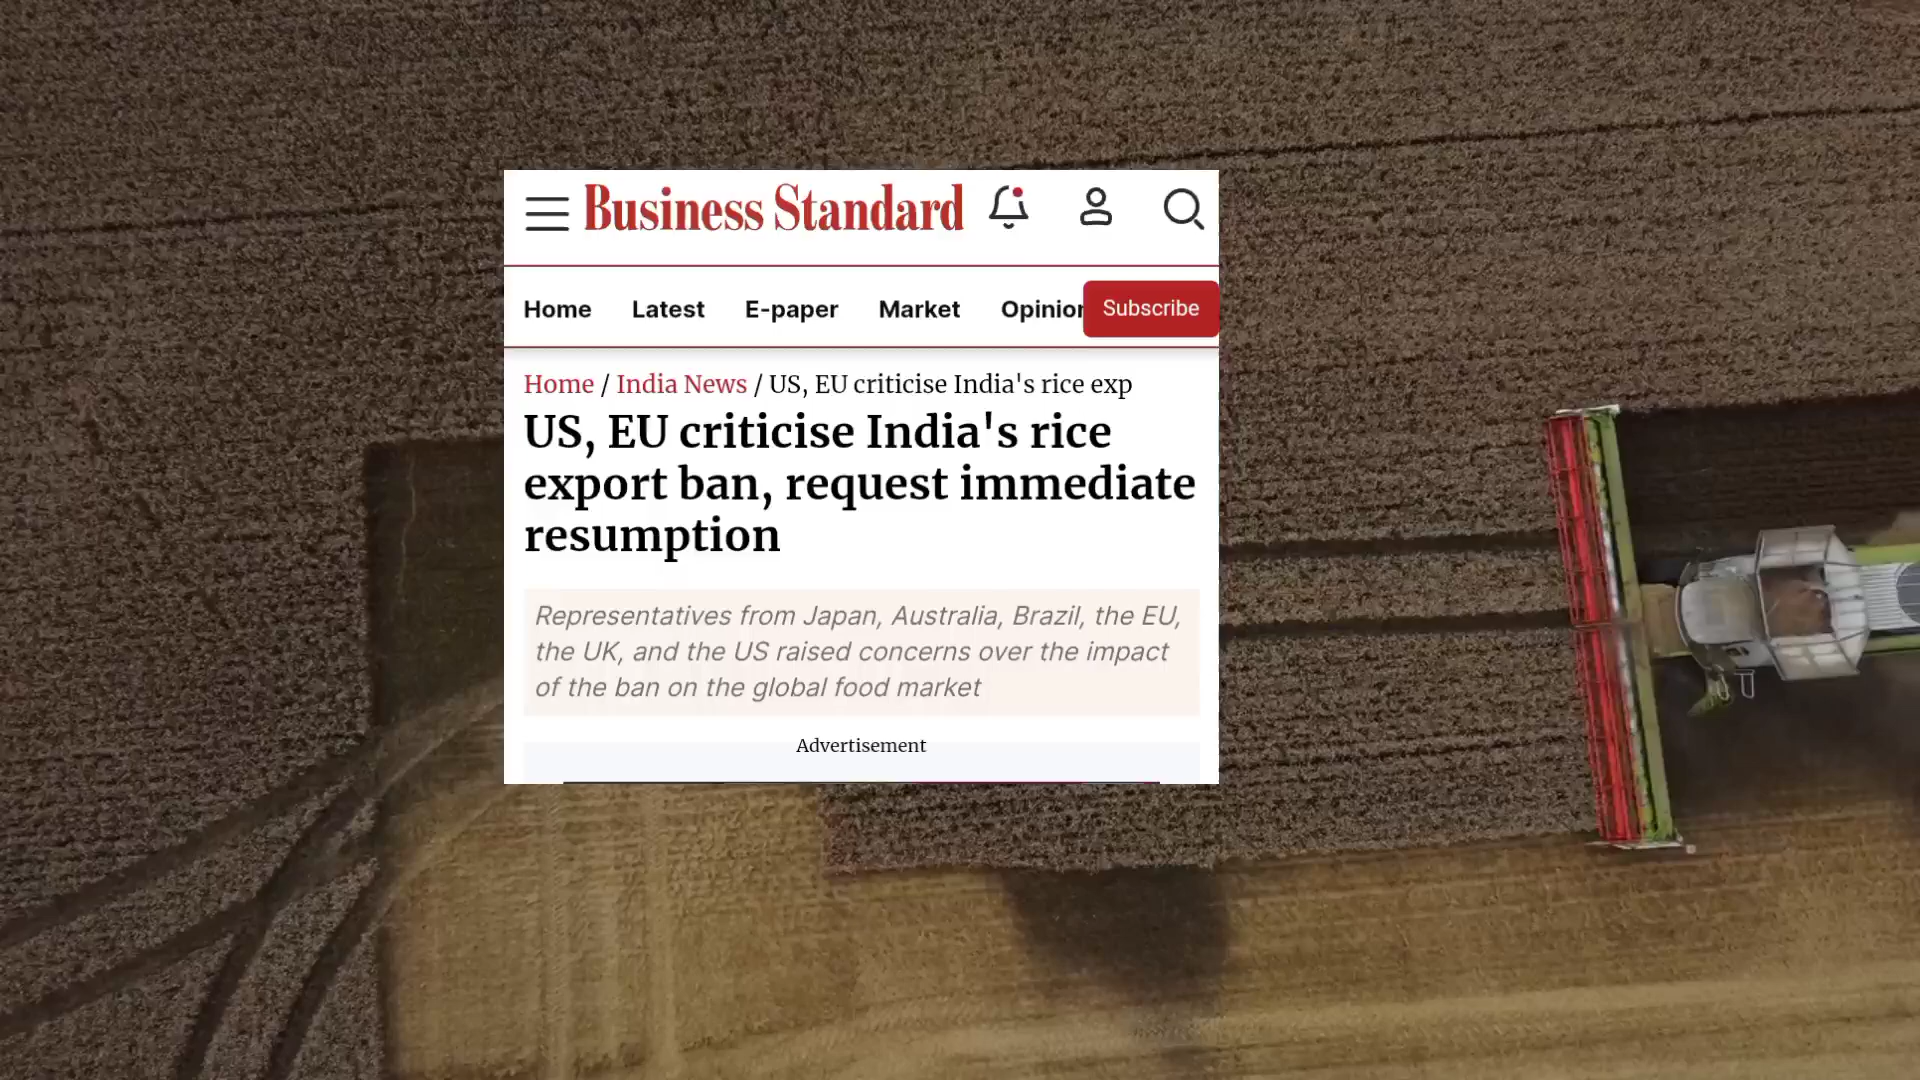 Business Standard
Home Latest E-paper Market Opinion Subscribe
Home / India News / US, EU criticise India's rice exp
US, EU criticise India's rice
export ban, request immediate
resumption
Representatives from Japan, Australia, Brazil, the EU,
the UK, and the US raised concerns over the impact
of the ban on the global food market
Advertisement